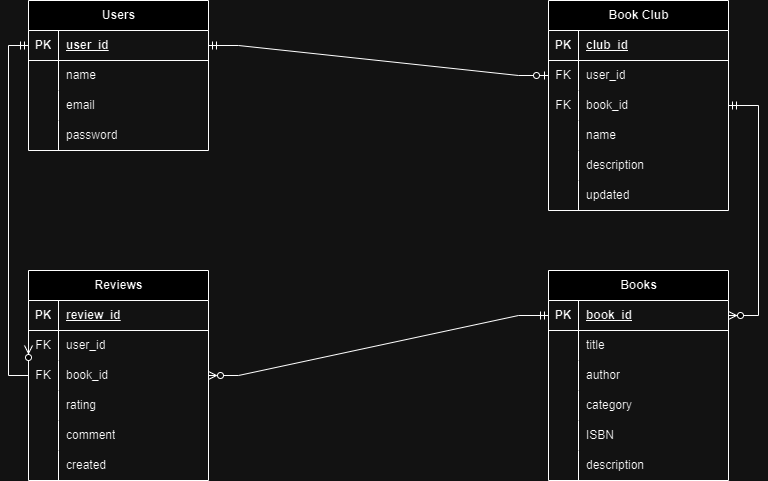 Users
PK user_id
name
email
password
Book Club
PK club_id
FK user_id
FK book_id
name
description
updated
Reviews
PK review_id
FK user_id
FK book_id
rating
comment
created
Books
PK book_id
title
author
category
ISBN
description